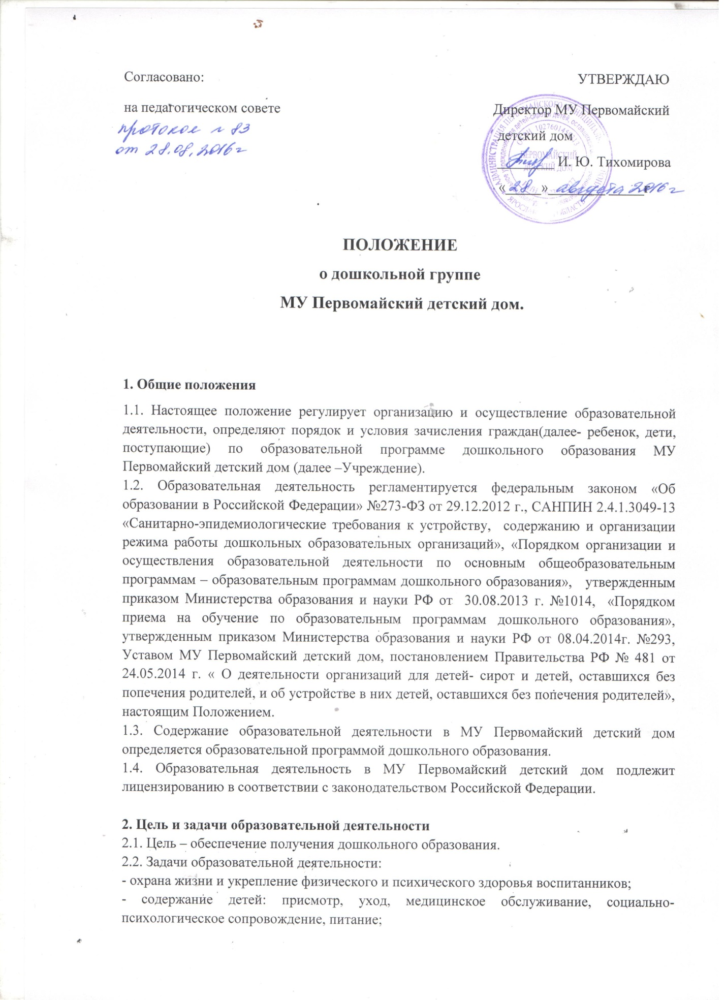 Согласовано:
УТВЕРЖДАЮ
на педагогическом совете
Директор МУ Первомайский
протокол № 83
детский дом
от 28.08.2016г
И. Ю. Тихомирова
«28» августа 2016 г
ПЕРВОМАЙСКИЙ
ДЕТСКИЙ ДОМ
ПОЛОЖЕНИЕ
о дошкольной группе
МУ Первомайский детский дом.
1. Общие положения
1.1. Настоящее положение регулирует организацию и осуществление образовательной
деятельности, определяют порядок и условия зачисления граждан(далее- ребенок, дети,
поступающие) по образовательной программе дошкольного образования МУ
Первомайский детский дом (далее –Учреждение).
1.2. Образовательная деятельность регламентируется федеральным законом «Об
образовании в Российской Федерации» №273-ФЗ от 29.12.2012 г., САНПИН 2.4.1.3049-13
«Санитарно-эпидемиологические требования к устройству, содержанию и организации
режима работы дошкольных образовательных организаций», «Порядком организации и
осуществления образовательной деятельности по основным общеобразовательным
программам – образовательным программам дошкольного образования», утвержденным
приказом Министерства образования и науки РФ от 30.08.2013 г. №1014, «Порядком
приема на обучение по образовательным программам дошкольного образования»,
утвержденным приказом Министерства образования и науки РФ от 08.04.2014г. №293,
Уставом МУ Первомайский детский дом, постановлением Правительства РФ № 481 от
24.05.2014 г. « О деятельности организаций для детей- сирот и детей, оставшихся без
попечения родителей, и об устройстве в них детей, оставшихся без попечения родителей»,
настоящим Положением.
1.3. Содержание образовательной деятельности в МУ Первомайский детский дом
определяется образовательной программой дошкольного образования.
1.4. Образовательная деятельность в МУ Первомайский детский дом подлежит
лицензированию в соответствии с законодательством Российской Федерации.
2. Цель и задачи образовательной деятельности
2.1. Цель – обеспечение получения дошкольного образования.
2.2. Задачи образовательной деятельности:
- охрана жизни и укрепление физического и психического здоровья воспитанников;
- содержание детей: присмотр, уход, медицинское обслуживание, социально-
психологическое сопровождение, питание;